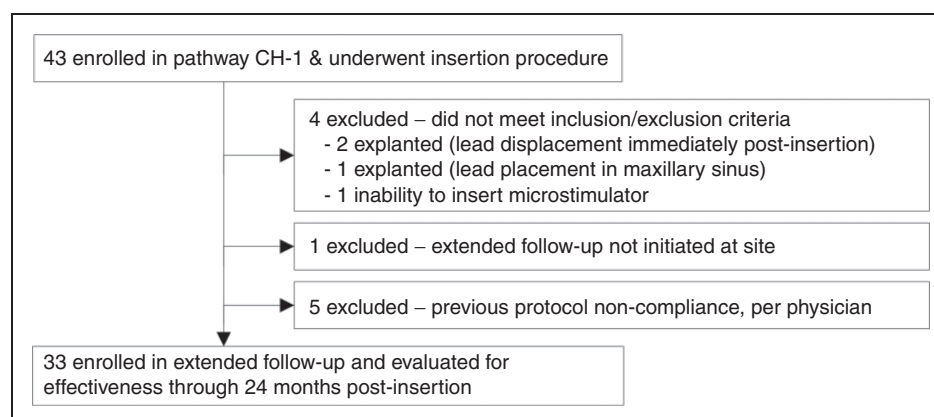 43 enrolled in pathway CH-1 & underwent insertion procedure
4 excluded – did not meet inclusion/exclusion criteria
- 2 explanted (lead displacement immediately post-insertion)
- 1 explanted (lead placement in maxillary sinus)
- 1 inability to insert microstimulator
1 excluded – extended follow-up not initiated at site
5 excluded – previous protocol non-compliance, per physician
33 enrolled in extended follow-up and evaluated for
effectiveness through 24 months post-insertion